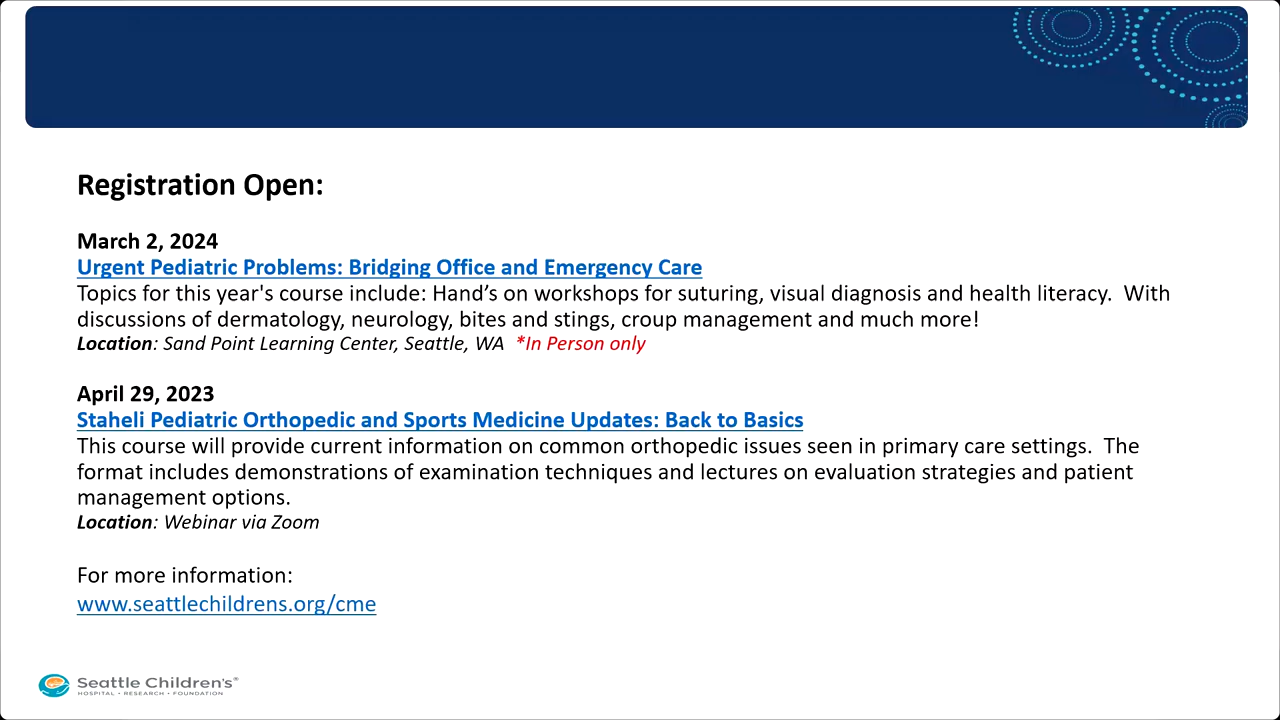 Registration Open:
March 2, 2024
Urgent Pediatric Problems: Bridging Office and Emergency Care
Topics for this year's course include: Hand’s on workshops for suturing, visual diagnosis and health literacy.  With
discussions of dermatology, neurology, bites and stings, croup management and much more!
Location: Sand Point Learning Center, Seattle, WA  *In Person only
April 29, 2023
Staheli Pediatric Orthopedic and Sports Medicine Updates: Back to Basics
This course will provide current information on common orthopedic issues seen in primary care settings.  The
format includes demonstrations of examination techniques and lectures on evaluation strategies and patient
management options.
Location: Webinar via Zoom
For more information:
www.seattlechildrens.org/cme
Seattle Children's®
HOSPITAL • RESEARCH • FOUNDATION